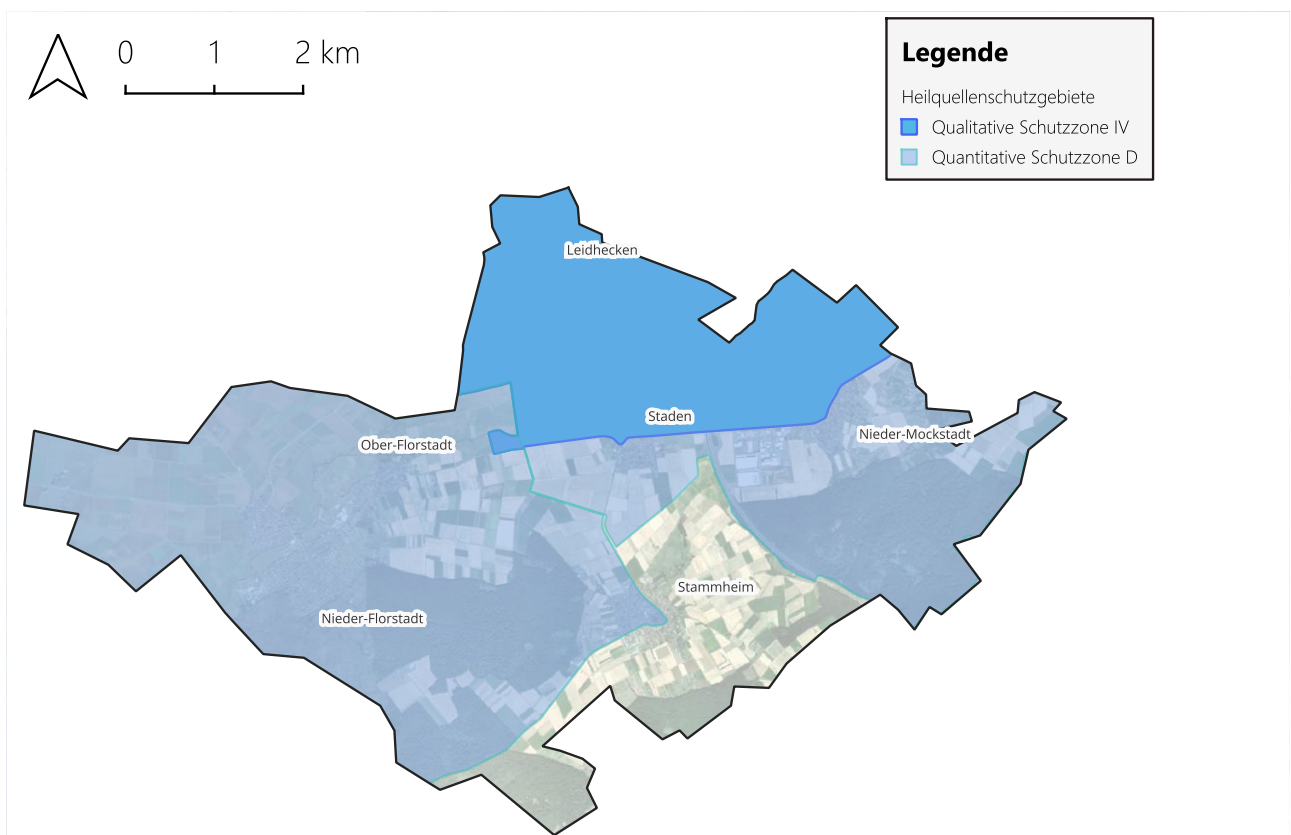 0 1 2 km
Legende
Heilquellenschutzgebiete
Qualitative Schutzzone IV
Quantitative Schutzzone D
Leidhecken
Staden
Ober-Florstadt
Nieder-Mockstadt
Stammheim
Nieder-Florstadt